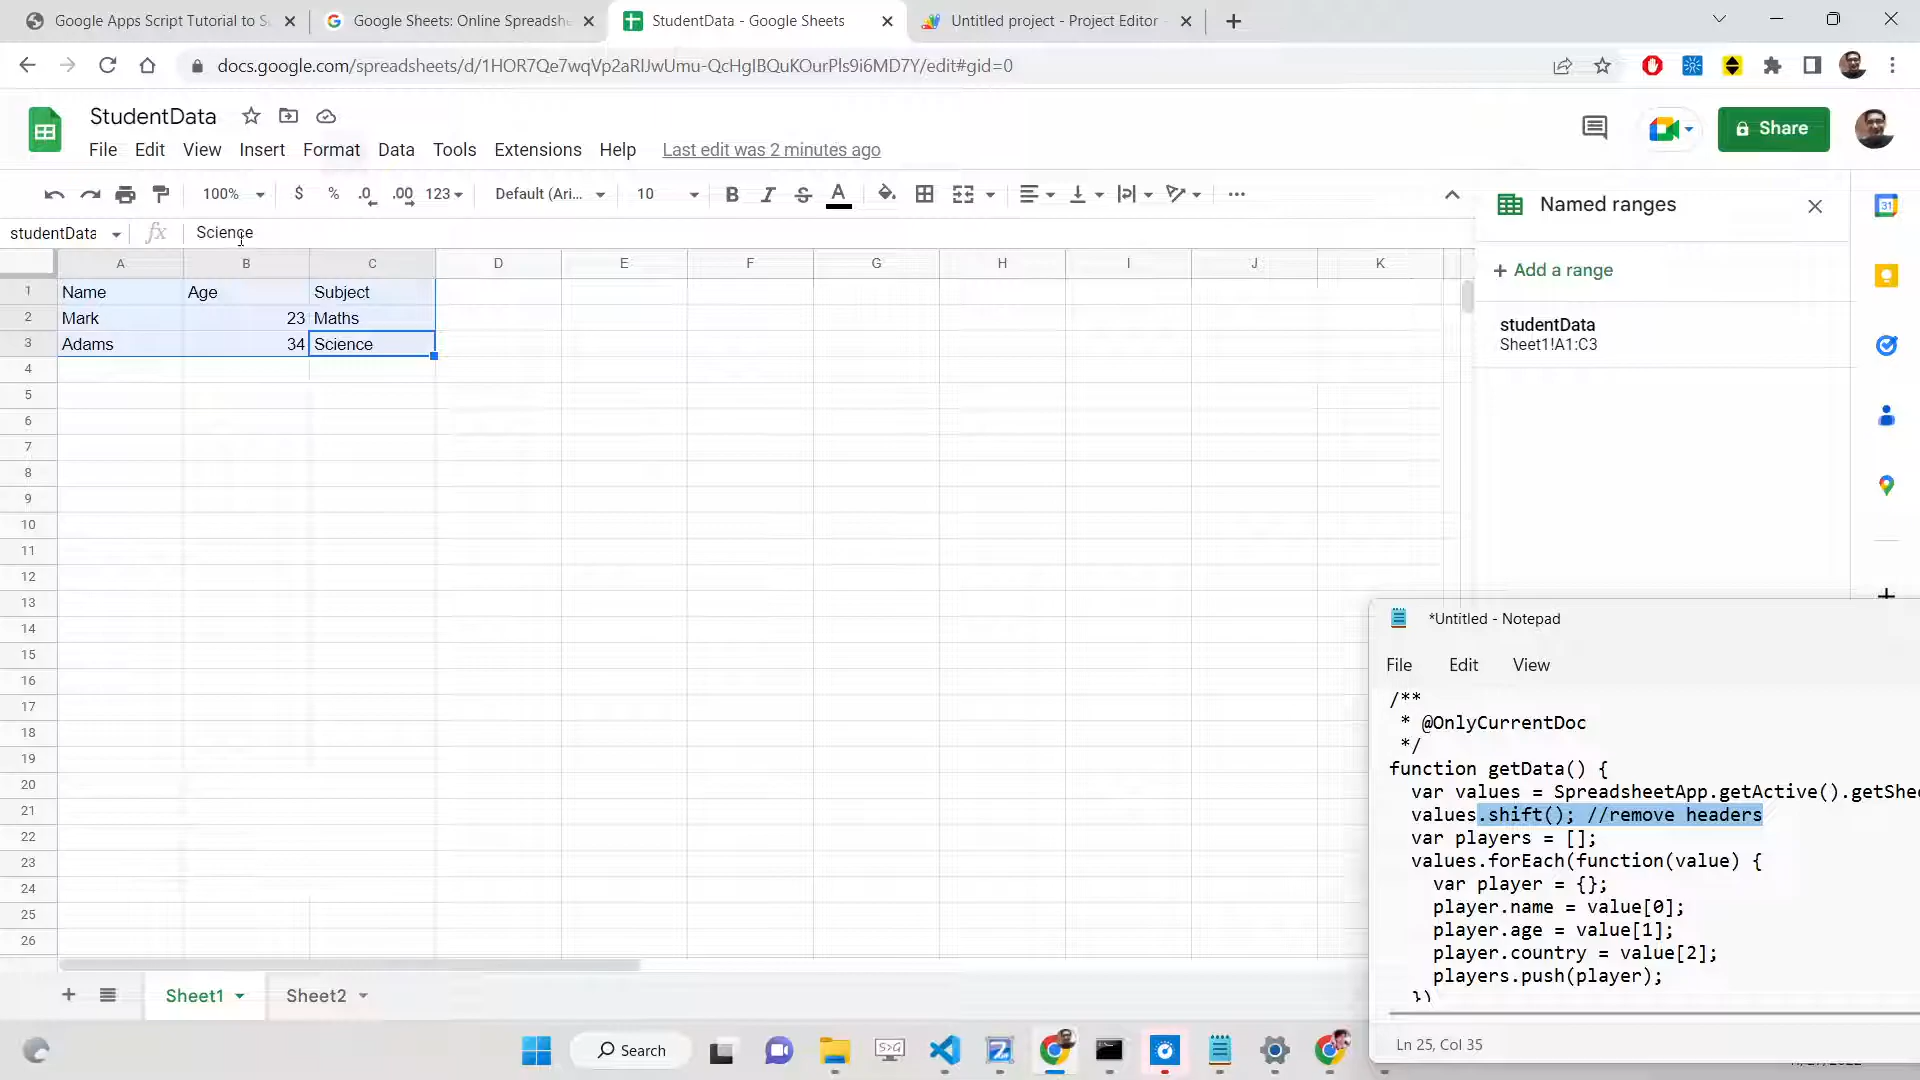 Google Apps Script Tutorial to S
Google Sheets: Online Spreadshe
StudentData - Google Sheets
Untitled project - Project Editor
docs.google.com/spreadsheets/d/1HOR7Qe7wqVp2aRIJwUmu-QcHgIBQuKOurPls9i6MD7Y/edit#gid=0
StudentData
Share
File Edit View Insert Format Data Tools Extensions Help Last edit was 2 minutes ago
100% $ % .0 .00 123 Default (Ari... 10 B I S A
Named ranges
studentData fx Science
A B C D E F G H I J K
1 Name Age Subject
2 Mark 23 Maths
3 Adams 34 Science
4
5
6
7
8
9
10
11
12
13
14
15
16
17
18
19
20
21
22
23
24
25
26
+ Add a range
studentData
Sheet1!A1:C3
31
*Untitled - Notepad
File Edit View
/**
* @OnlyCurrentDoc
*/
function getData() {
var values = SpreadsheetApp.getActive().getShee
values.shift(); //remove headers
var players = [];
values.forEach(function(value) {
var player = {};
player.name = value[0];
player.age = value[1];
player.country = value[2];
players.push(player);
})
Ln 25, Col 35
Sheet1 Sheet2
Search